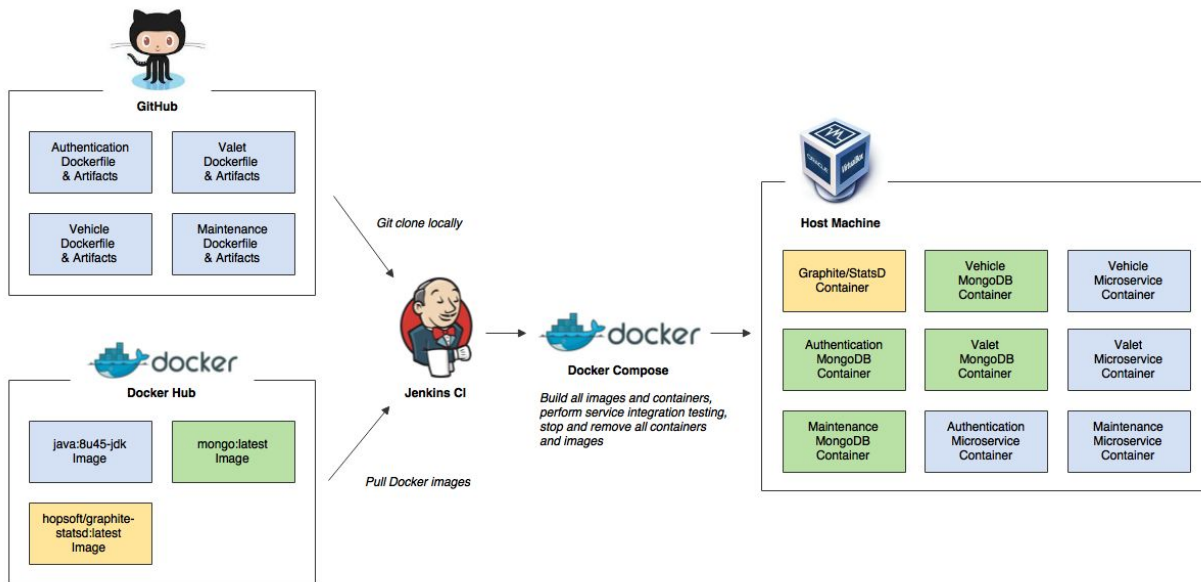 GitHub
Authentication
Dockerfile
& Artifacts
Valet
Dockerfile
& Artifacts
Vehicle
Dockerfile
& Artifacts
Maintenance
Dockerfile
& Artifacts
docker
Docker Hub
java:8u45-jdk
Image
mongo:latest
Image
hopsoft/graphite-
statsd:latest
Image
Git clone locally
Jenkins CI
Pull Docker images
docker
Docker Compose
Build all images and containers,
perform service integration testing,
stop and remove all containers
and images
ORACLE
VirtualBox
Host Machine
Graphite/StatsD
Container
Vehicle
MongoDB
Container
Vehicle
Microservice
Container
Authentication
MongoDB
Container
Valet
MongoDB
Container
Valet
Microservice
Container
Maintenance
MongoDB
Container
Authentication
Microservice
Container
Maintenance
Microservice
Container